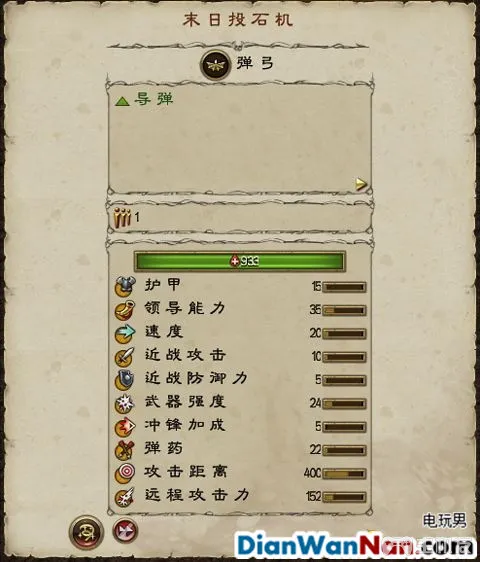 末日投石机
弹弓
导弹
1
933
护甲 15
领导能力 35
速度 20
近战攻击 10
近战防御力 5
武器强度 24
冲锋加成 5
弹药 22
攻击距离 400
远程攻击力 152
电玩男
DianWanNan.com